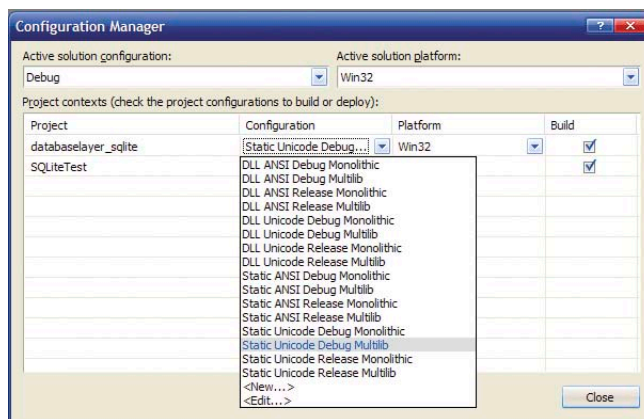 Configuration Manager
Active solution configuration: Active solution platform:
Debug Win32
Project contexts (check the project configurations to build or deploy):
Project Configuration Platform Build
databaselayer_sqlite Static Unicode Debug... Win32
SQLiteTest
DLL ANSI Debug Monolithic
DLL ANSI Debug Multilib
DLL ANSI Release Monolithic
DLL ANSI Release Multilib
DLL Unicode Debug Monolithic
DLL Unicode Debug Multilib
DLL Unicode Release Monolithic
DLL Unicode Release Multilib
Static ANSI Debug Monolithic
Static ANSI Debug Multilib
Static ANSI Release Monolithic
Static ANSI Release Multilib
Static Unicode Debug Monolithic
Static Unicode Debug Multilib
Static Unicode Release Monolithic
Static Unicode Release Multilib
<New...>
<Edit...>
Close